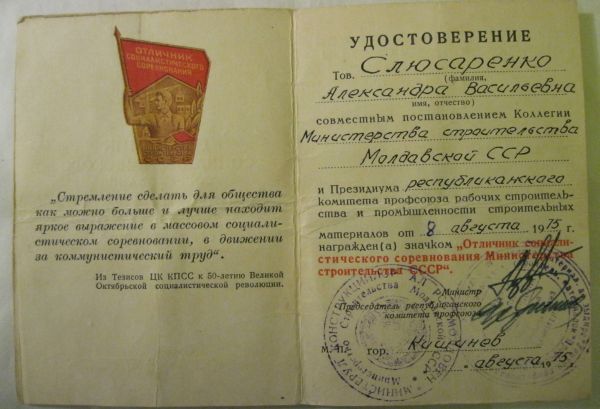 ОТЛИЧНИК
СОЦИАЛИСТИЧЕСКОГО
СОРЕВНОВАНИЯ
„Стремление сделать для общества
как можно больше и лучше находит
яркое выражение в массовом социали-
стическом соревновании, в движении
за коммунистический труд“.
Из Тезисов ЦК КПСС к 50-летию Великой
Октябрьской социалистической революции.
УДОСТОВЕРЕНИЕ
Тов. Слюсаренко
(фамилия,
Александра Васильевна
имя, отчество)
совместным постановлением Коллегии
Министерства строительства
Молдавской ССР
и Президиума республиканского
комитета профсоюза рабочих строитель-
ства и промышленности строительных
материалов от 8 августа 1975 г.
награжден(а) значком „Отличник социали-
стического соревнования Министерства
строительства СССР“.
Министр
Председатель республиканского
комитета профсоюза
М. П. гор. Кишинев
августа 1975.